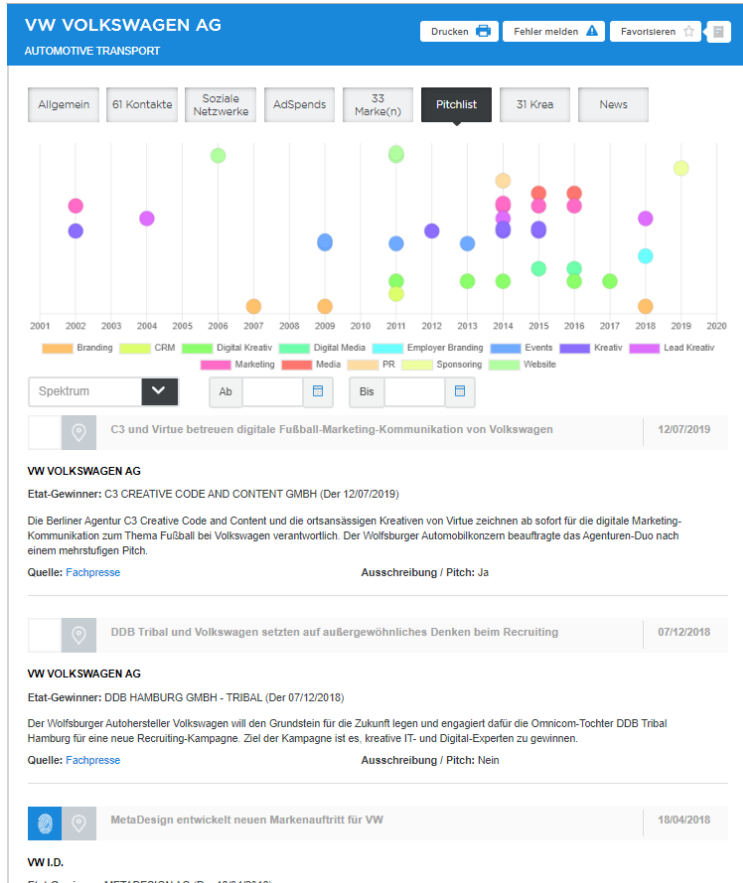 VW VOLKSWAGEN AG
AUTOMOTIVE TRANSPORT
Drucken
Fehler melden
Favorisieren
Allgemein
61 Kontakte
Soziale
Netzwerke
AdSpends
33
Marke(n)
Pitchlist
31 Krea
News
2001 2002 2003 2004 2005 2006 2007 2008 2009 2010 2011 2012 2013 2014 2015 2016 2017 2018 2019 2020
Branding CRM Digital Kreativ Digital Media Employer Branding Events Kreativ Lead Kreativ
Marketing Media PR Sponsoring Website
Spektrum Ab Bis
C3 und Virtue betreuen digitale Fußball-Marketing-Kommunikation von Volkswagen 12/07/2019
VW VOLKSWAGEN AG
Etat-Gewinner: C3 CREATIVE CODE AND CONTENT GMBH (Der 12/07/2019)
Die Berliner Agentur C3 Creative Code and Content und die ortsansässigen Kreativen von Virtue zeichnen ab sofort für die digitale Marketing-
Kommunikation zum Thema Fußball bei Volkswagen verantwortlich. Der Wolfsburger Automobilkonzern beauftragte das Agenturen-Duo nach
einem mehrstufigen Pitch.
Quelle: Fachpresse Ausschreibung / Pitch: Ja
DDB Tribal und Volkswagen setzten auf außergewöhnliches Denken beim Recruiting 07/12/2018
VW VOLKSWAGEN AG
Etat-Gewinner: DDB HAMBURG GMBH - TRIBAL (Der 07/12/2018)
Der Wolfsburger Autohersteller Volkswagen will den Grundstein für die Zukunft legen und engagiert dafür die Omnicom-Tochter DDB Tribal
Hamburg für eine neue Recruiting-Kampagne. Ziel der Kampagne ist es, kreative IT- und Digital-Experten zu gewinnen.
Quelle: Fachpresse Ausschreibung / Pitch: Nein
MetaDesign entwickelt neuen Markenauftritt für VW 18/04/2018
VW I.D.